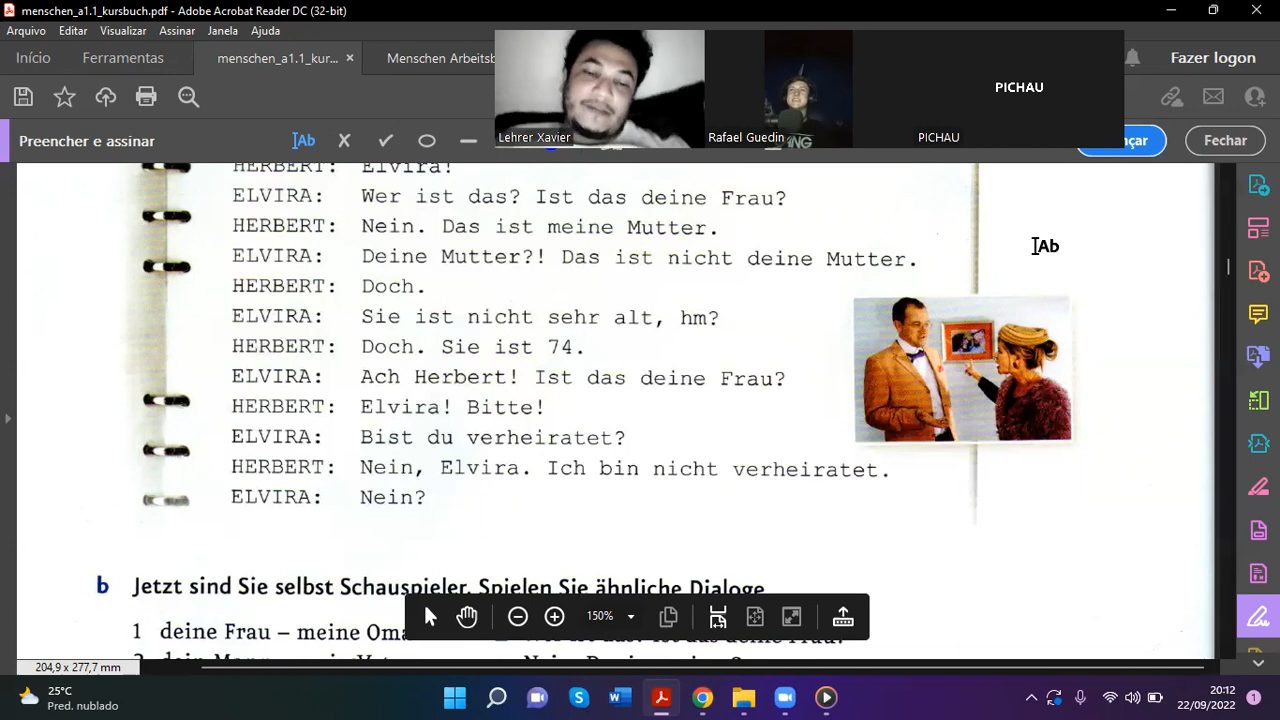 menschen_a1.1_kursbuch.pdf - Adobe Acrobat Reader DC (32-bit)
Arquivo Editar Visualizar Assinar Janela Ajuda
Início Ferramentas menschen_a1.1_kur... × Menschen Arbeitsb
Fazer logon
PICHAU
Lehrer Xavier
Rafael Guedin
PICHAU
Preencher e assinar
Ab
çar
Fechar
HERBERT: Elvira!
ELVIRA: Wer ist das? Ist das deine Frau?
HERBERT: Nein. Das ist meine Mutter.
Ab
ELVIRA: Deine Mutter?! Das ist nicht deine Mutter.
HERBERT: Doch.
ELVIRA: Sie ist nicht sehr alt, hm?
HERBERT: Doch. Sie ist 74.
ELVIRA: Ach Herbert! Ist das deine Frau?
HERBERT: Elvira! Bitte!
ELVIRA: Bist du verheiratet?
HERBERT: Nein, Elvira. Ich bin nicht verheiratet.
ELVIRA: Nein?
b Jetzt sind Sie selbst Schauspieler. Spielen Sie ähnliche Dialoge
150%
1 deine Frau – meine Oma
204,9 x 277,7 mm
25°C
Pred. nublado
20:12
22/09/2022
1